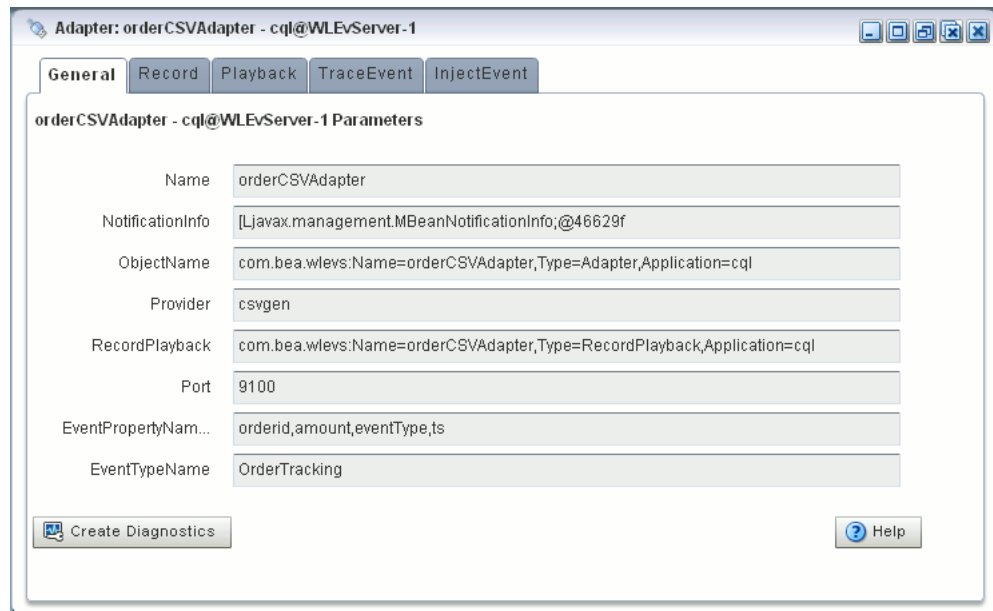 Adapter: orderCSVAdapter - cql@WLEvServer-1
General Record Playback TraceEvent InjectEvent
orderCSVAdapter - cql@WLEvServer-1 Parameters
Name orderCSVAdapter
NotificationInfo [Ljavax.management.MBeanNotificationInfo;@46629f
ObjectName com.bea.wlevs:Name=orderCSVAdapter,Type=Adapter,Application=cql
Provider csvgen
RecordPlayback com.bea.wlevs:Name=orderCSVAdapter,Type=RecordPlayback,Application=cql
Port 9100
EventPropertyNam... orderid,amount,eventType,ts
EventTypeName OrderTracking
Create Diagnostics ? Help